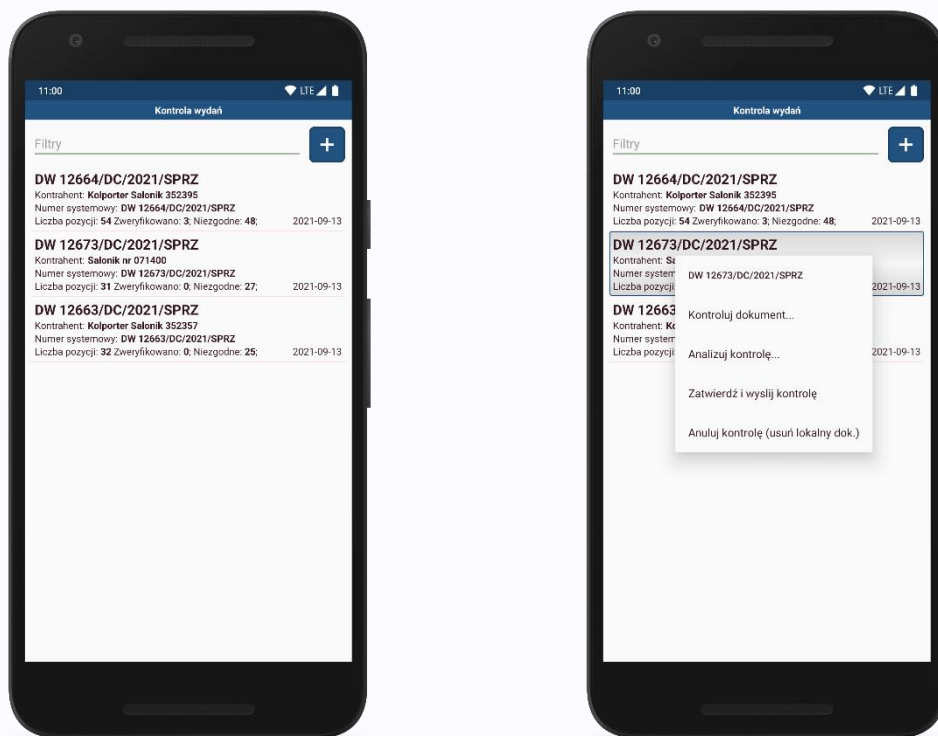 11:00 LTE
Kontrola wydań
Filtry
+
DW 12664/DC/2021/SPRZ
Kontrahent: Kolporter Salonik 352395
Numer systemowy: DW 12664/DC/2021/SPRZ
Liczba pozycji: 54 Zweryfikowano: 3; Niezgodne: 48; 2021-09-13
DW 12673/DC/2021/SPRZ
Kontrahent: Salonik nr 071400
Numer systemowy: DW 12673/DC/2021/SPRZ
Liczba pozycji: 31 Zweryfikowano: 0; Niezgodne: 27; 2021-09-13
DW 12663/DC/2021/SPRZ
Kontrahent: Kolporter Salonik 352357
Numer systemowy: DW 12663/DC/2021/SPRZ
Liczba pozycji: 32 Zweryfikowano: 0; Niezgodne: 25; 2021-09-13
11:00 LTE
Kontrola wydań
Filtry
+
DW 12664/DC/2021/SPRZ
Kontrahent: Kolporter Salonik 352395
Numer systemowy: DW 12664/DC/2021/SPRZ
Liczba pozycji: 54 Zweryfikowano: 3; Niezgodne: 48; 2021-09-13
DW 12673/DC/2021/SPRZ
Kontrahent: Sa
Numer system
Liczba pozycji 2021-09-13
DW 12663
Kontrahent: Ko
Numer system
Liczba pozycji 2021-09-13
DW 12673/DC/2021/SPRZ
Kontroluj dokument...
Analizuj kontrolę...
Zatwierdź i wyslij kontrolę
Anuluj kontrolę (usuń lokalny dok.)